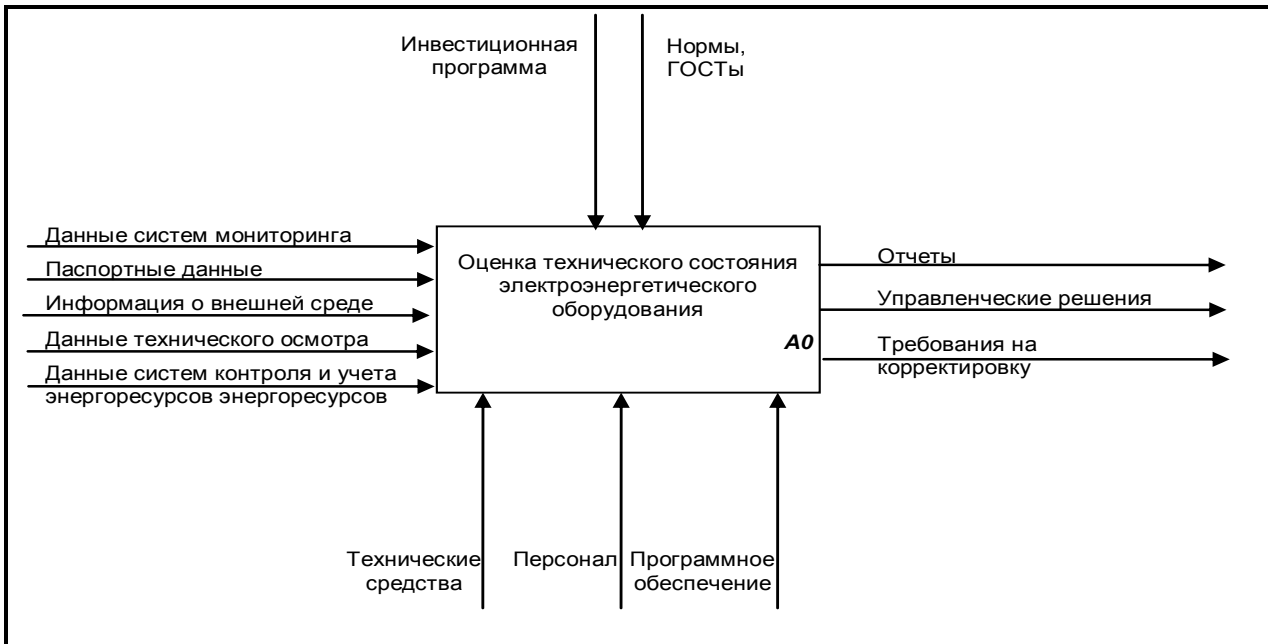 Инвестиционная
программа
Нормы,
ГОСТы
Данные систем мониторинга
Паспортные данные
Информация о внешней среде
Данные технического осмотра
Данные систем контроля и учета
энергоресурсов энергоресурсов
Оценка технического состояния
электроэнергетического
оборудования
A0
Отчеты
Управленческие решения
Требования на
корректировку
Технические
средства
Персонал
Программное
обеспечение